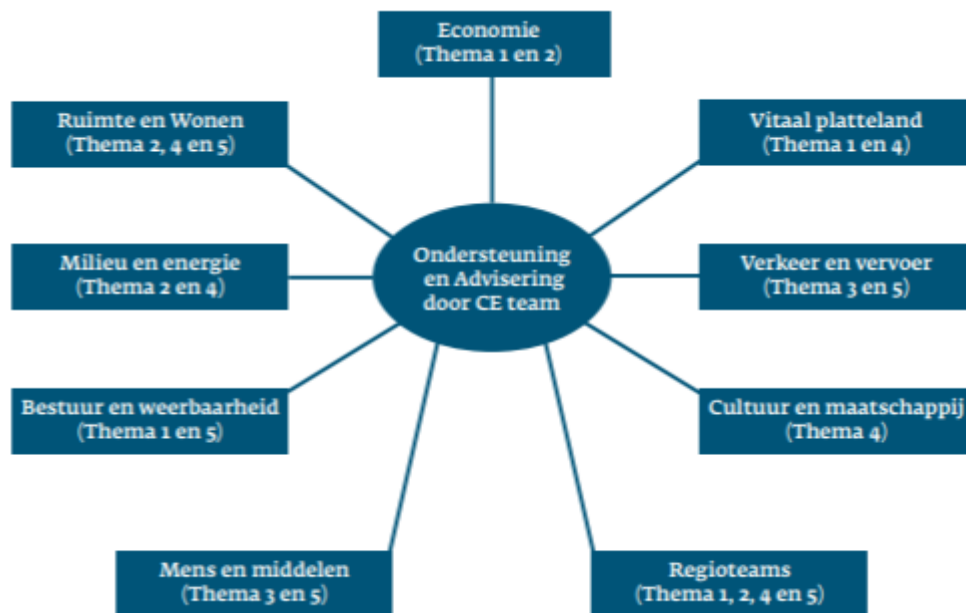 Economie
(Thema 1 en 2)
Ruimte en Wonen
(Thema 2, 4 en 5)
Vitaal platteland
(Thema 1 en 4)
Ondersteuning
en Advisering
door CE team
Milieu en energie
(Thema 2 en 4)
Verkeer en vervoer
(Thema 3 en 5)
Bestuur en weerbaarheid
(Thema 1 en 5)
Cultuur en maatschappij
(Thema 4)
Mens en middelen
(Thema 3 en 5)
Regioteams
(Thema 1, 2, 4 en 5)